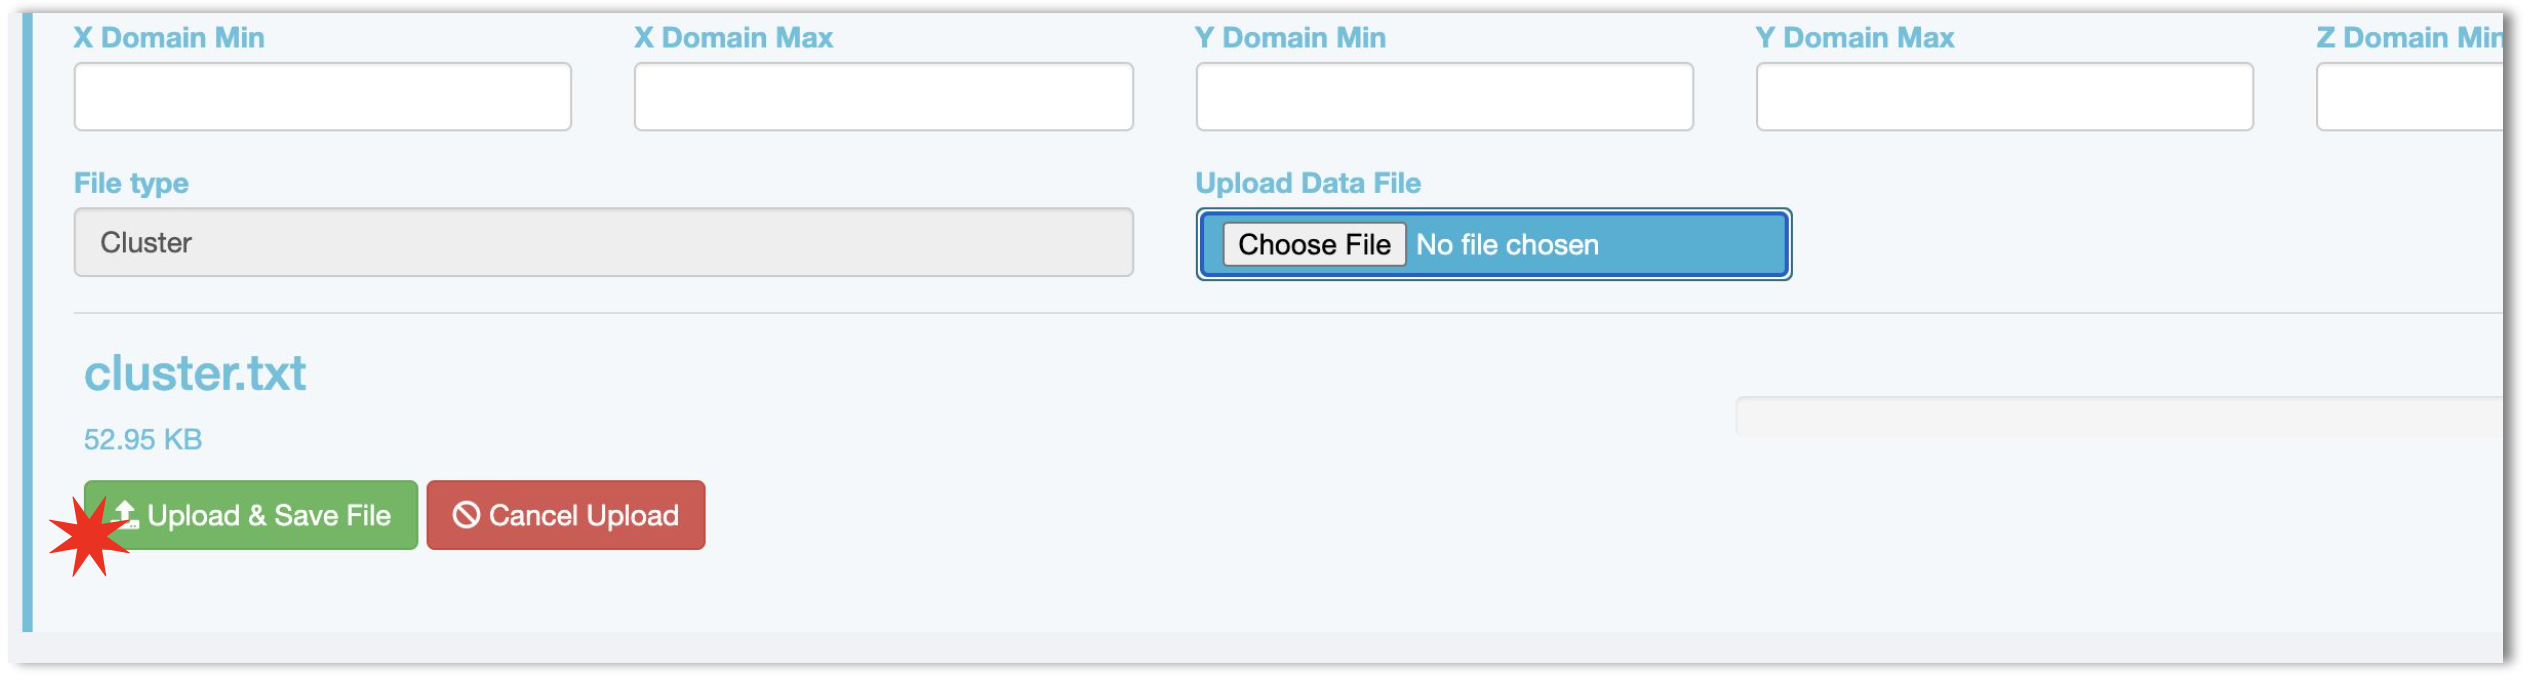 X Domain Min X Domain Max Y Domain Min Y Domain Max Z Domain Min
File type Upload Data File
Cluster Choose File No file chosen
cluster.txt
52.95 KB
Upload & Save File Cancel Upload